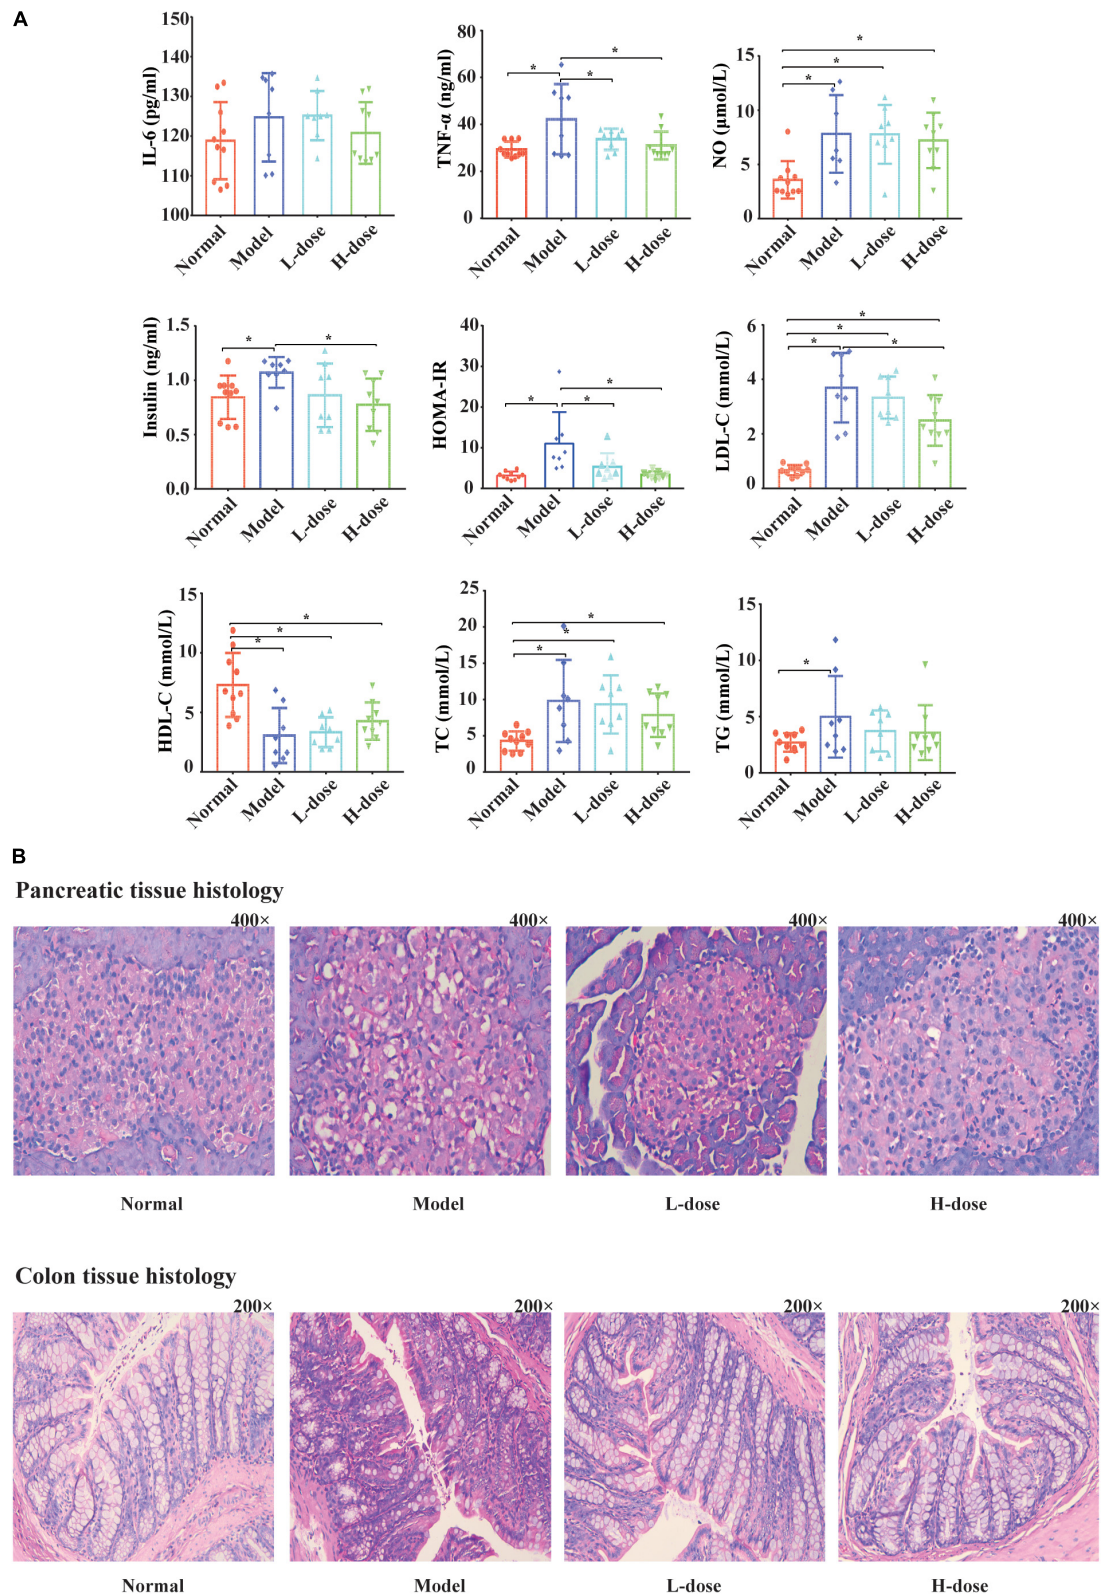 A
IL-6 (pg/ml)
150
140
130
120
110
100
Normal
Model
L-dose
H-dose
TNF-α (ng/ml)
80
60
40
20
0
*
*
*
Normal
Model
L-dose
H-dose
NO (μmol/L)
15
10
5
0
*
*
*
Normal
Model
L-dose
H-dose
Insulin (ng/ml)
1.5
1.0
0.5
0.0
*
*
Normal
Model
L-dose
H-dose
HOMA-IR
40
30
20
10
0
*
*
*
Normal
Model
L-dose
H-dose
LDL-C (mmol/L)
6
4
2
0
*
*
*
*
Normal
Model
L-dose
H-dose
HDL-C (mmol/L)
15
10
5
0
*
*
*
Normal
Model
L-dose
H-dose
TC (mmol/L)
25
20
15
10
5
0
*
*
*
Normal
Model
L-dose
H-dose
TG (mmol/L)
15
10
5
0
*
Normal
Model
L-dose
H-dose
B
Pancreatic tissue histology
400× 400× 400× 400×
Normal Model L-dose H-dose
Colon tissue histology
200× 200× 200× 200×
Normal Model L-dose H-dose